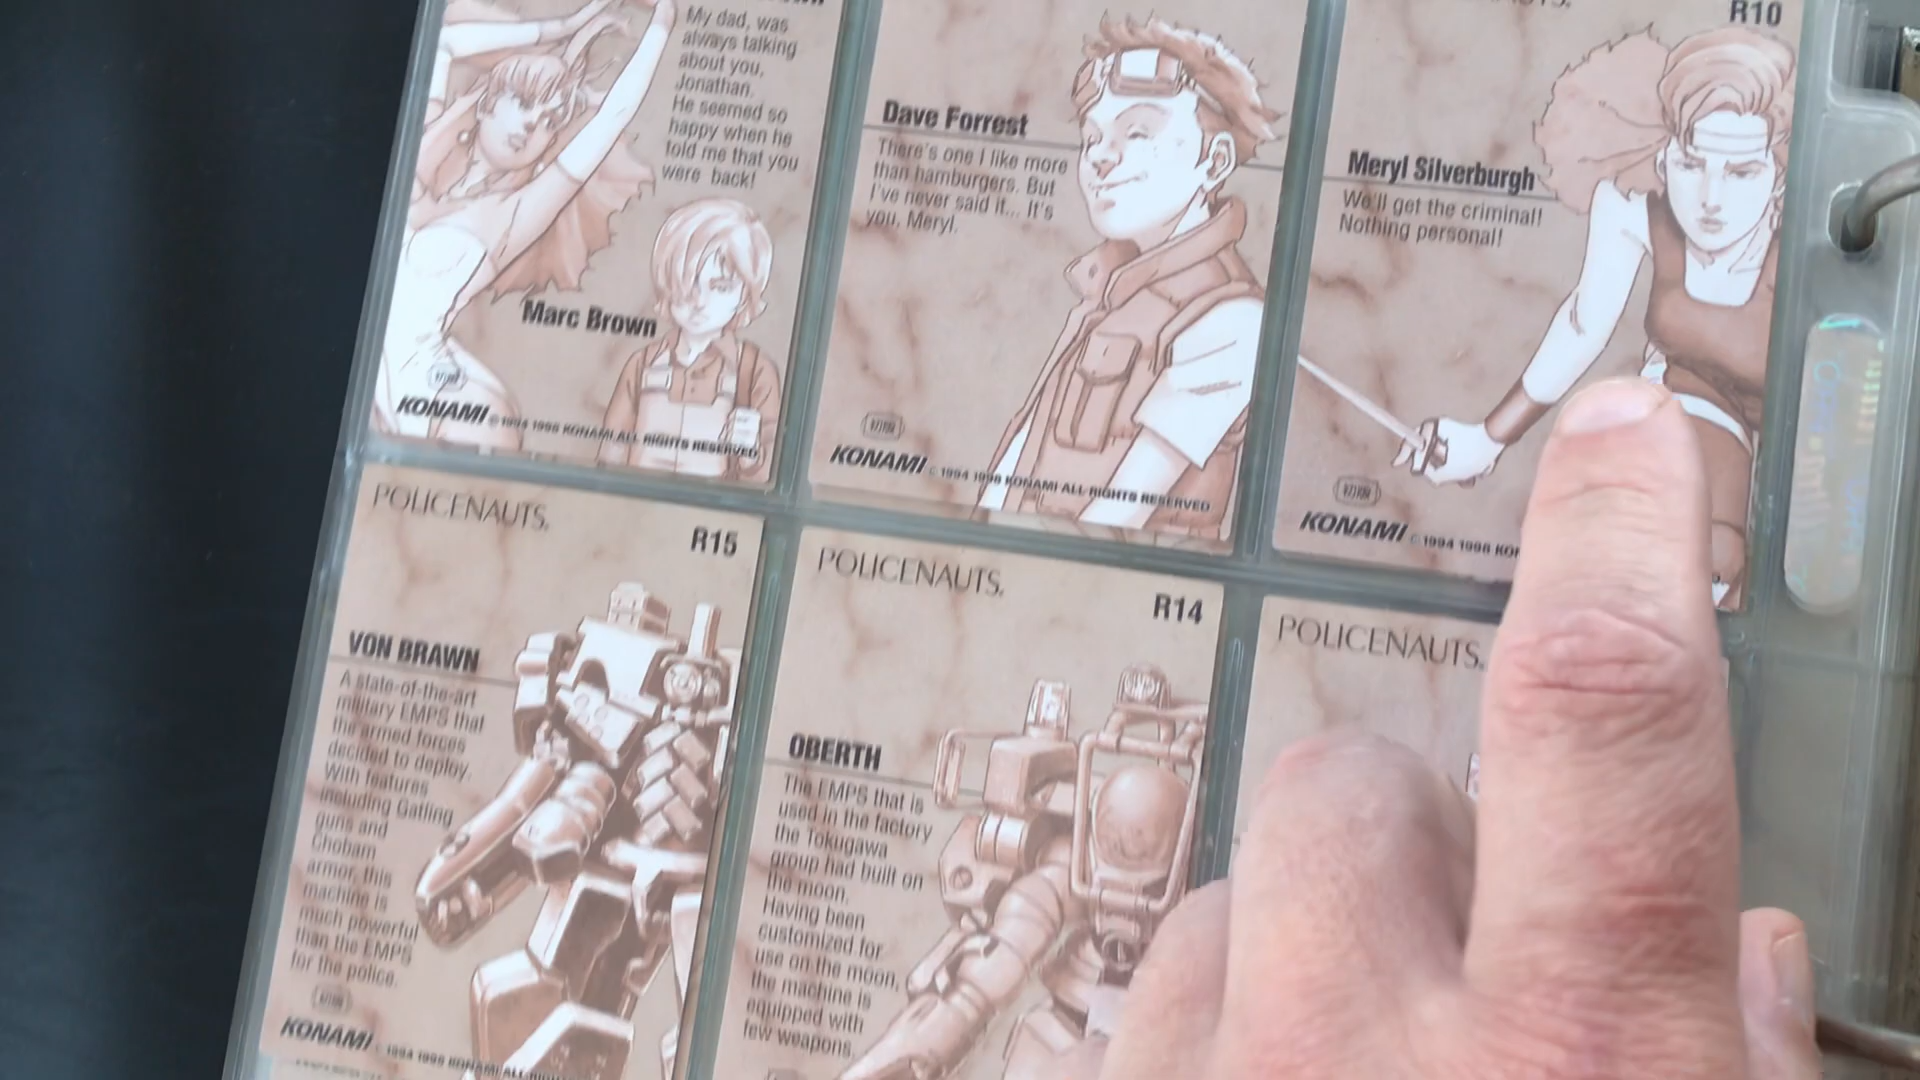 My dad, was
always talking
about you,
Jonathan.
He seemed so
happy when he
told me that you
were back!
Marc Brown
KONAMI © 1994 1996 KONAMI ALL RIGHTS RESERVED
Dave Forrest
There's one I like more
than hamburgers. But
I've never said it... It's
you, Meryl.
KONAMI © 1994 1996 KONAMI ALL RIGHTS RESERVED
R10
Meryl Silverburgh
We'll get the criminal!
Nothing personal!
KONAMI © 1994 1996
POLICENAUTS.
R15
VON BRAWN
A state-of-the-art
military EMPS that
the armed forces
decided to deploy.
With features
including Gatling
guns and
Chobam
armor, this
machine is
much powerful
than the EMPS
for the police.
KONAMI © 1994 1996 KONAMI ALL
POLICENAUTS.
R14
OBERTH
The EMPS that is
used in the factory
the Tokugawa
group had built on
the moon.
Having been
customized for
use on the moon,
the machine is
equipped with
few weapons.
POLICENAUTS.